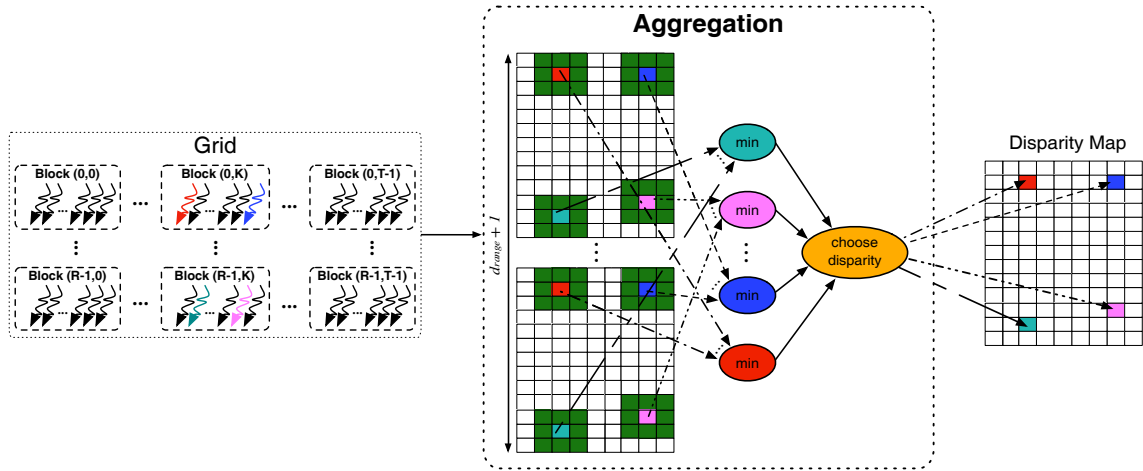 Aggregation
Grid
Block (0,0)
Block (0,K)
Block (0,T-1)
...
...
Block (R-1,0)
Block (R-1,K)
Block (R-1,T-1)
...
...
drange + 1
min
min
min
min
choose
disparity
Disparity Map